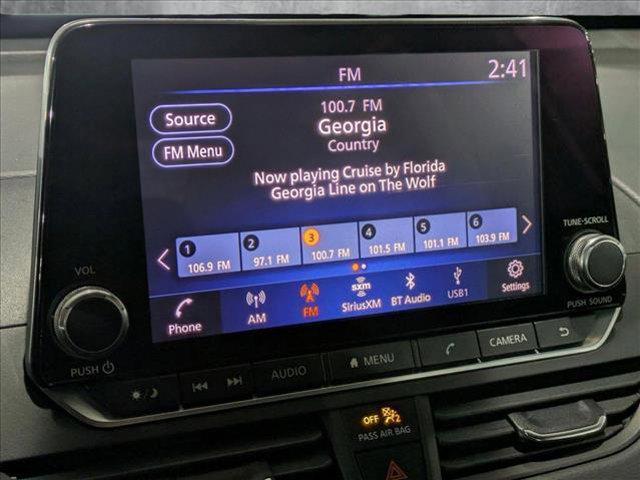 FM
2:41
Source
FM Menu
100.7 FM
Georgia
Country
Now playing Cruise by Florida
Georgia Line on The Wolf
1 2 3 4 5 6
106.9 FM 97.1 FM 100.7 FM 101.5 FM 101.1 FM 103.9 FM
Phone
AM
FM
sxm
SiriusXM
BT Audio
USB1
Settings
VOL
PUSH
TUNE·SCROLL
PUSH SOUND
AUDIO
MENU
CAMERA
OFF 2
PASS AIR BAG